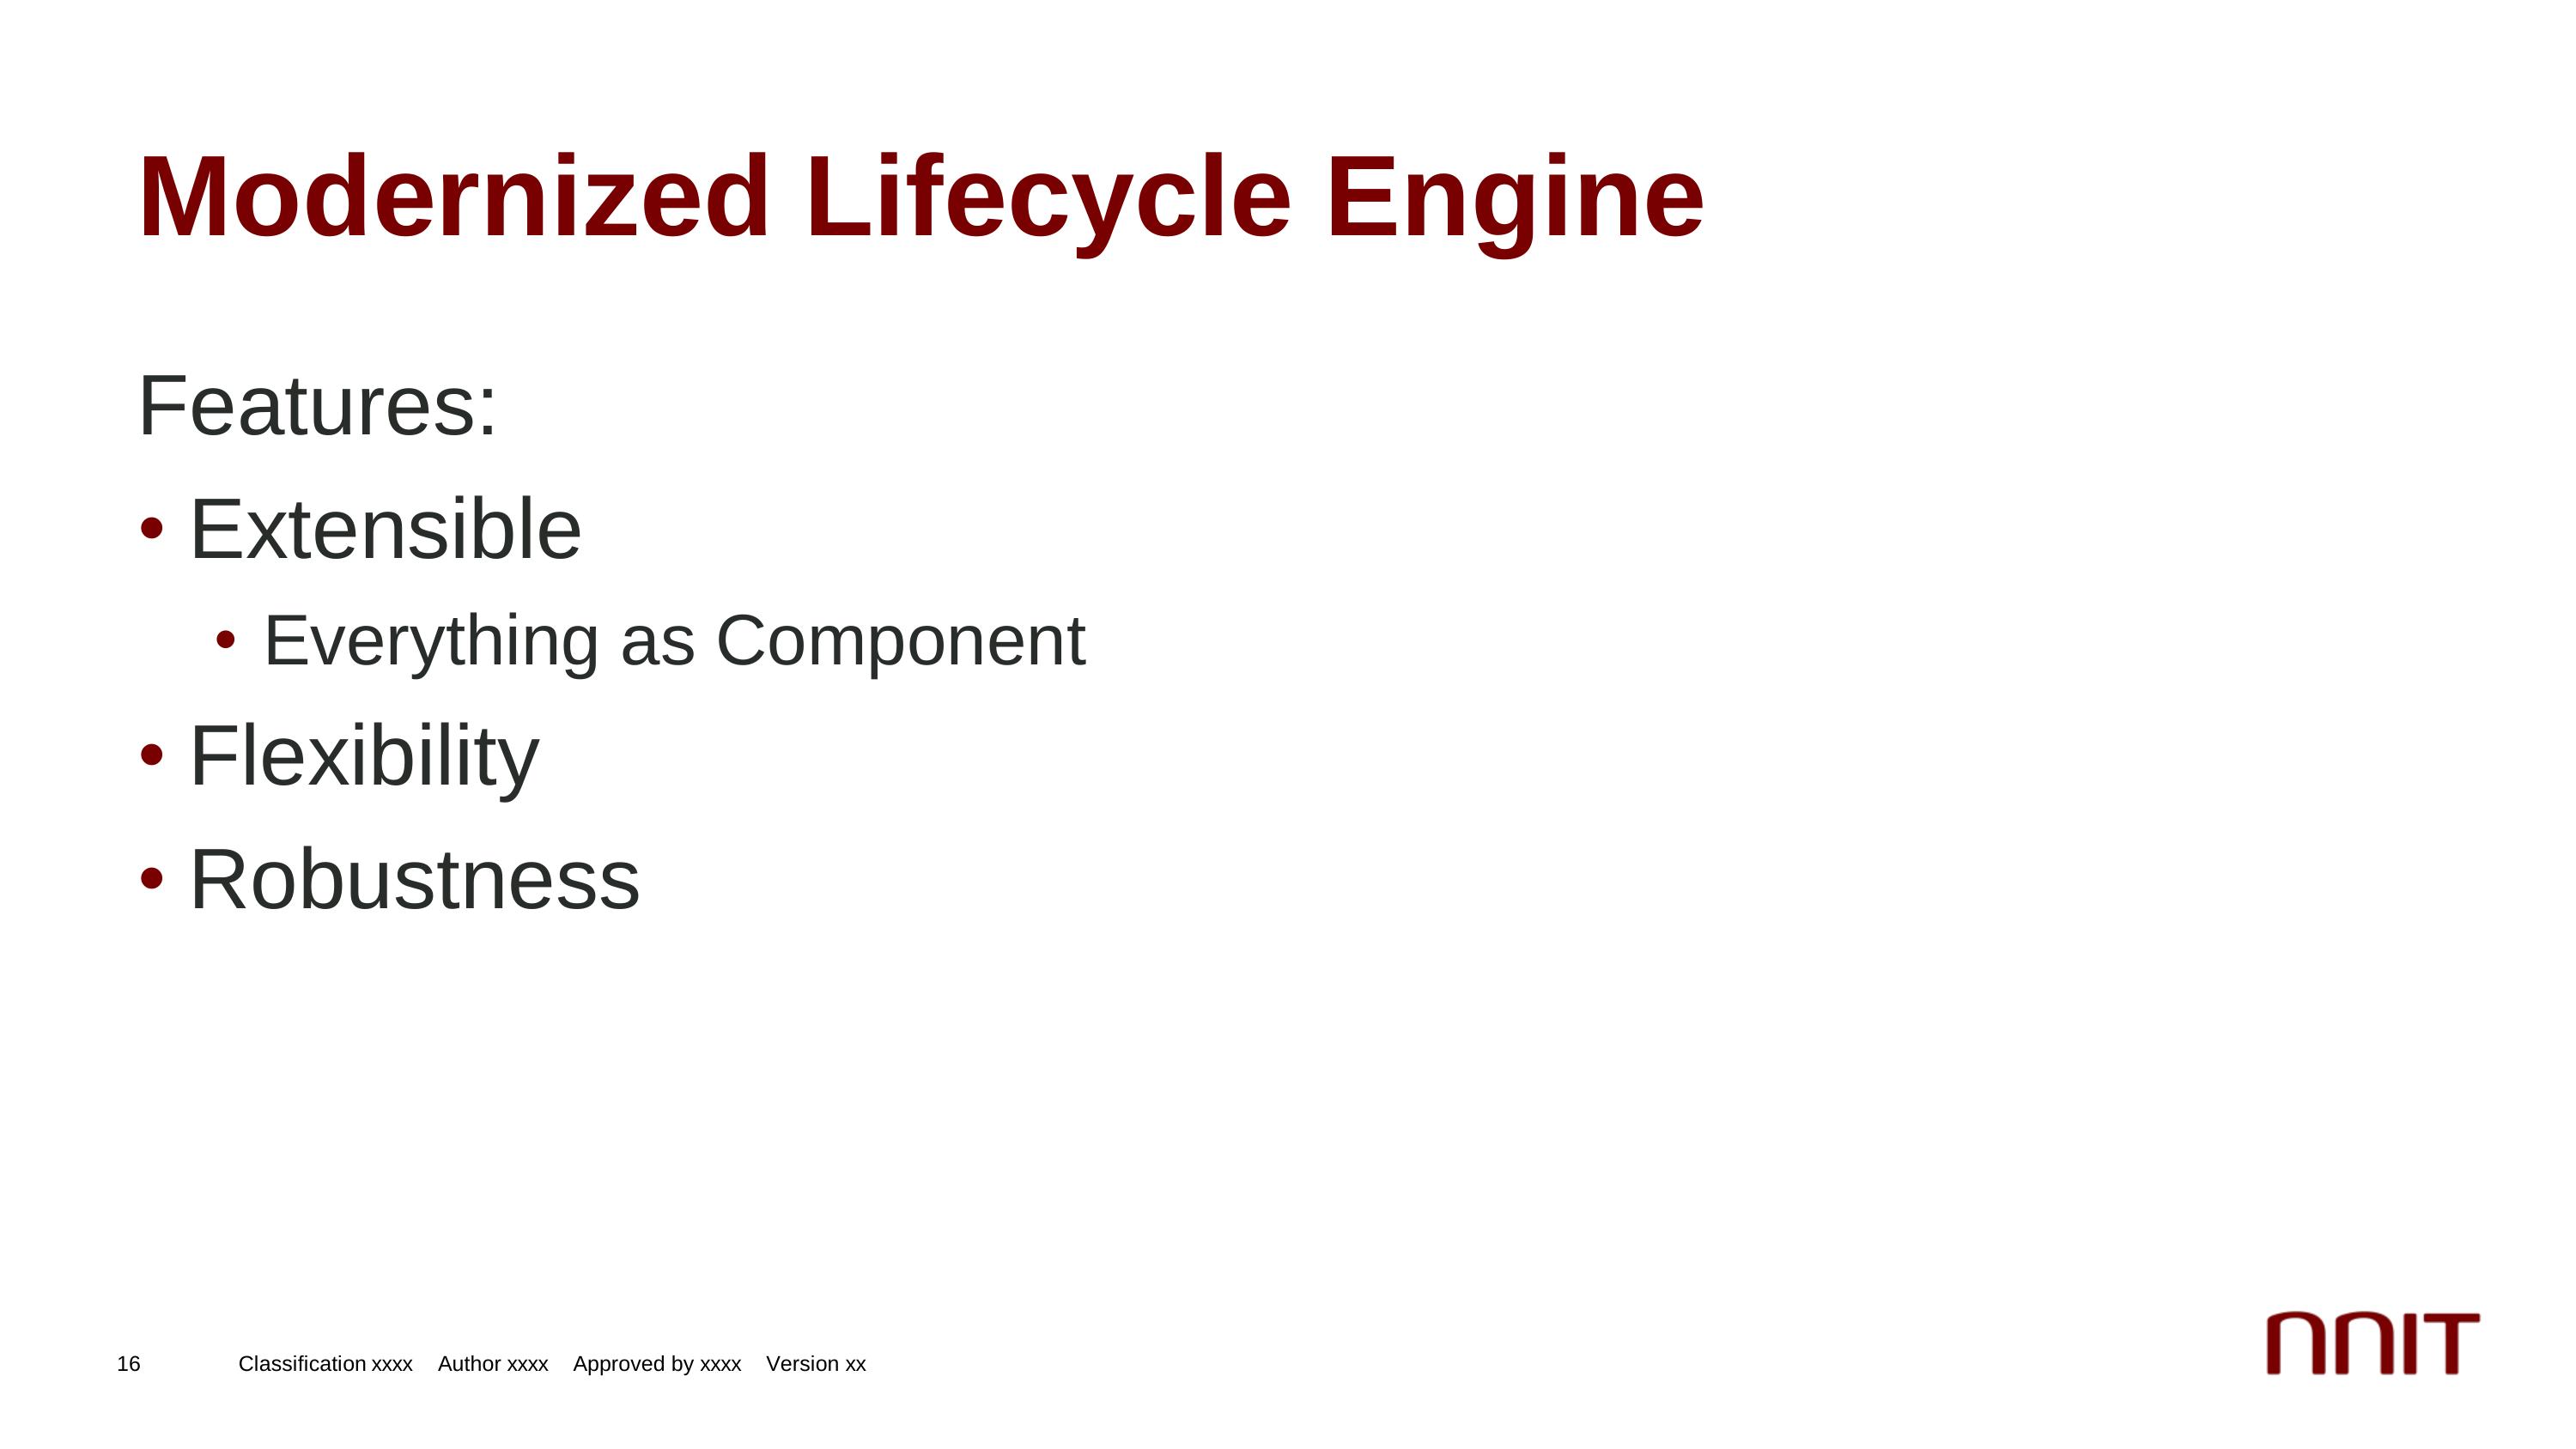 Modernized Lifecycle Engine
Features:
• Extensible
• Everything as Component
• Flexibility
• Robustness
16 Classification xxxx Author xxxx Approved by xxxx Version xx
nnIT